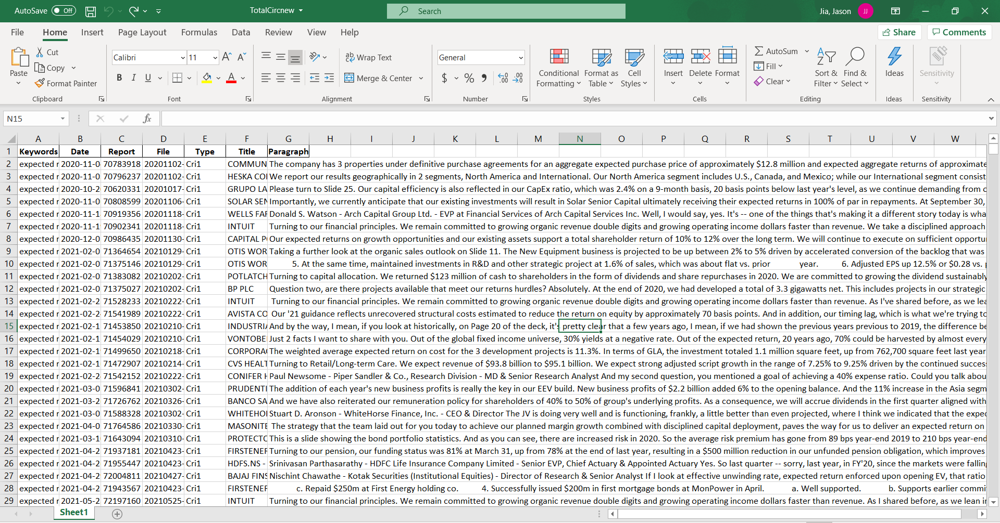 AutoSave Off TotalCircnew Search Jia, Jason JJ
File Home Insert Page Layout Formulas Data Review View Help Share Comments
Paste Cut Copy Format Painter Clipboard
Calibri 11 B I U A Font
ab Wrap Text Merge & Center Alignment
General $ % Number
Conditional Formatting Format as Table Cell Styles Styles
Insert Delete Format Cells
AutoSum Fill Clear Sort & Filter Find & Select Editing
Ideas Ideas
Sensitivity Sensitivity
N15 fx
A B C D E F G H I J K L M N O P Q R S T U V W
1 Keywords Date Report File Type Title Paragraph
2 expected r 2020-11-0 70783918 20201102- Cri1 COMMUN The company has 3 properties under definitive purchase agreements for an aggregate expected purchase price of approximately $12.8 million and expected aggregate returns of approximate
3 expected r 2020-11-0 70796237 20201102- Cri1 HESKA CO We report our results geographically in 2 segments, North America and International. Our North America segment includes U.S., Canada, and Mexico; while our International segment consist
4 expected r 2020-10-2 70620331 20201017- Cri1 GRUPO LA Please turn to Slide 25. Our capital efficiency is also reflected in our CapEx ratio, which was 2.4% on a 9-month basis, 20 basis points below last year's level, as we continue demanding from
5 expected r 2020-11-0 70808599 20201106- Cri1 SOLAR SEN Importantly, we currently anticipate that our existing investments will result in Solar Senior Capital ultimately receiving their expected returns in 100% of par in repayments. At September 30,
6 expected r 2020-11-1 70919356 20201118- Cri1 WELLS FAR Donald S. Watson - Arch Capital Group Ltd. - EVP at Financial Services of Arch Capital Services Inc. Well, I would say, yes. It's -- one of the things that's making it a different story today is wha
7 expected r 2020-11-1 70902341 20201118- Cri1 INTUIT Turning to our financial principles. We remain committed to growing organic revenue double digits and growing operating income dollars faster than revenue. We take a disciplined approach
8 expected r 2020-12-0 70986435 20201130- Cri1 CAPITAL P Our expected returns on growth opportunities and our existing assets support a total shareholder return of 10% to 12% over the long term. We will continue to execute on sufficient opportu
9 expected r 2021-02-0 71364654 20210129- Cri1 OTIS WOR Taking a further look at the organic sales outlook on Slide 11. The New Equipment business is projected to be up between 2% to 5% driven by accelerated conversion of the backlog that was
10 expected r 2021-02-0 71375146 20210129- Cri1 OTIS WOR 5. At the same time, maintained investments in R&D and other strategic project at 1.6% of sales, which was about flat vs. prior year. 6. Adjusted EPS up 12.5% or $0.28 vs.
11 expected r 2021-02-0 71383082 20210202- Cri1 POTLATCH Turning to capital allocation. We returned $123 million of cash to shareholders in the form of dividends and share repurchases in 2020. We are committed to growing the dividend sustainably
12 expected r 2021-02-0 71375027 20210202- Cri1 BP PLC Question two, are there projects available that meet our returns hurdles? Absolutely. At the end of 2020, we had developed a total of 3.3 gigawatts net. This includes projects in our strategic
13 expected r 2021-02-2 71528233 20210222- Cri1 INTUIT Turning to our financial principles. We remain committed to growing organic revenue double digits and growing operating income dollars faster than revenue. As I've shared before, as we lea
14 expected r 2021-02-2 71541989 20210222- Cri1 AVISTA CO Our '21 guidance reflects unrecovered structural costs estimated to reduce the return on equity by approximately 70 basis points. And in addition, our timing lag, which is what we're trying to
15 expected r 2021-02-1 71453850 20210210- Cri1 INDUSTRIA And by the way, I mean, if you look at historically, on Page 20 of the deck, it's pretty clear that a few years ago, I mean, if we had shown the previous years previous to 2019, the difference be
16 expected r 2021-02-1 71454029 20210210- Cri1 VONTOBE Just 2 facts I want to share with you. Out of the global fixed income universe, 30% yields at a negative rate. Out of the expected return, 20 years ago, 70% could be harvested by almost every
17 expected r 2021-02-1 71499650 20210218- Cri1 CORPORA The weighted average expected return on cost for the 3 development projects is 11.3%. In terms of GLA, the investment totaled 1.1 million square feet, up from 762,700 square feet last year
18 expected r 2021-02-1 71472907 20210214- Cri1 CVS HEALT Turning to Retail/Long-term Care. We expect revenue of $93.8 billion to $95.1 billion. We expect strong adjusted script growth in the range of 7.25% to 9.25% driven by the continued succes
19 expected r 2021-02-2 71542152 20210222- Cri1 CONIFER H Paul Newsome - Piper Sandler & Co., Research Division - MD & Senior Research Analyst And my second question, you mentioned a goal of achieving a 40% expense ratio. Could you talk abou
20 expected r 2021-03-0 71596841 20210302- Cri1 PRUDENTI The addition of each year's new business profits is really the key in our EEV build. New business profits of $2.2 billion added 6% to the opening balance. And the 11% increase in the Asia segm
21 expected r 2021-03-2 71726762 20210326- Cri1 BANCO SA And we have also reiterated our remuneration policy for shareholders of 40% to 50% of group's underlying profits. As a consequence, we will accrue dividends in the first quarter aligned with
22 expected r 2021-03-0 71588328 20210302- Cri1 WHITEHO Stuart D. Aronson - WhiteHorse Finance, Inc. - CEO & Director The JV is doing very well and is functioning, frankly, a little better than even projected, where I think we indicated that the expec
23 expected r 2021-04-0 71764586 20210330- Cri1 MASONITE The strategy that the team laid out for you today to achieve our planned margin growth combined with disciplined capital deployment, paves the way for us to deliver an expected return on
24 expected r 2021-03-1 71643094 20210310- Cri1 PROTECTO This is a slide showing the bond portfolio statistics. And as you can see, there are increased risk in 2020. So the average risk premium has gone from 89 bps year-end 2019 to 210 bps year-end
25 expected r 2021-04-2 71937181 20210423- Cri1 FIRSTENER Turning to our pension, our funding status was 81% at March 31, up from 78% at the end of last year, resulting in a $500 million reduction in our unfunded pension obligation, which improves
26 expected r 2021-04-2 71955447 20210423- Cri1 HDFS.NS - Srinivasan Parthasarathy - HDFC Life Insurance Company Limited - Senior EVP, Chief Actuary & Appointed Actuary Yes. So last quarter -- sorry, last year, in FY'20, since the markets were falling
27 expected r 2021-04-2 72004811 20210427- Cri1 BAJAJ FINS Nischint Chawathe - Kotak Securities (Institutional Equities) - Director of Research & Senior Analyst If I look at effective unwinding rate, expected return enforced upon opening EV, that ratio
28 expected r 2021-04-2 71943567 20210423- Cri1 FIRSTENER c. Repaid $250m at First Energy holding co. 4. Successfully issued $200m in first mortgage bonds at MonPower in April. a. Well supported. b. Supports earlier commi
29 expected r 2021-05-2 72197160 20210525- Cri1 INTUIT Turning to our financial principles. We remain committed to growing organic revenue double digits and growing operating income dollars faster than revenue. As I shared before, as we lean i
Sheet1